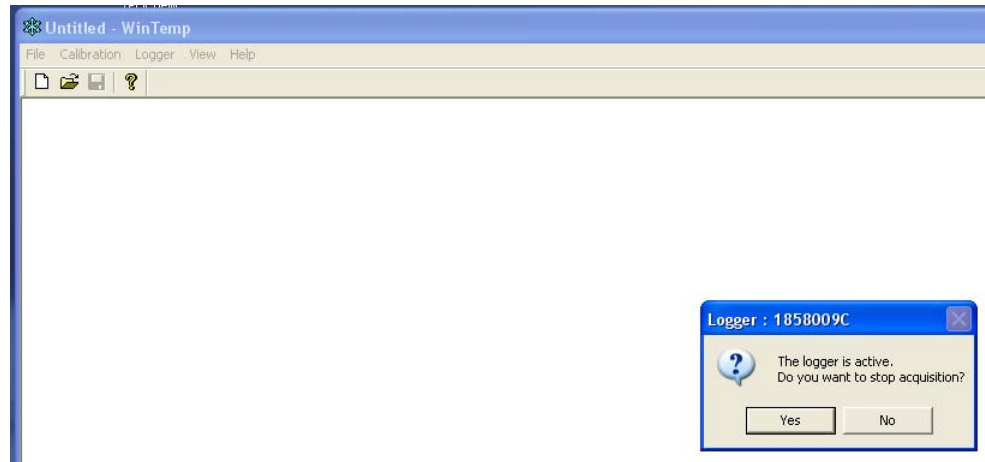 Untitled - WinTemp
File Calibration Logger View Help
Logger : 1858009C
The logger is active.
Do you want to stop acquisition?
Yes No